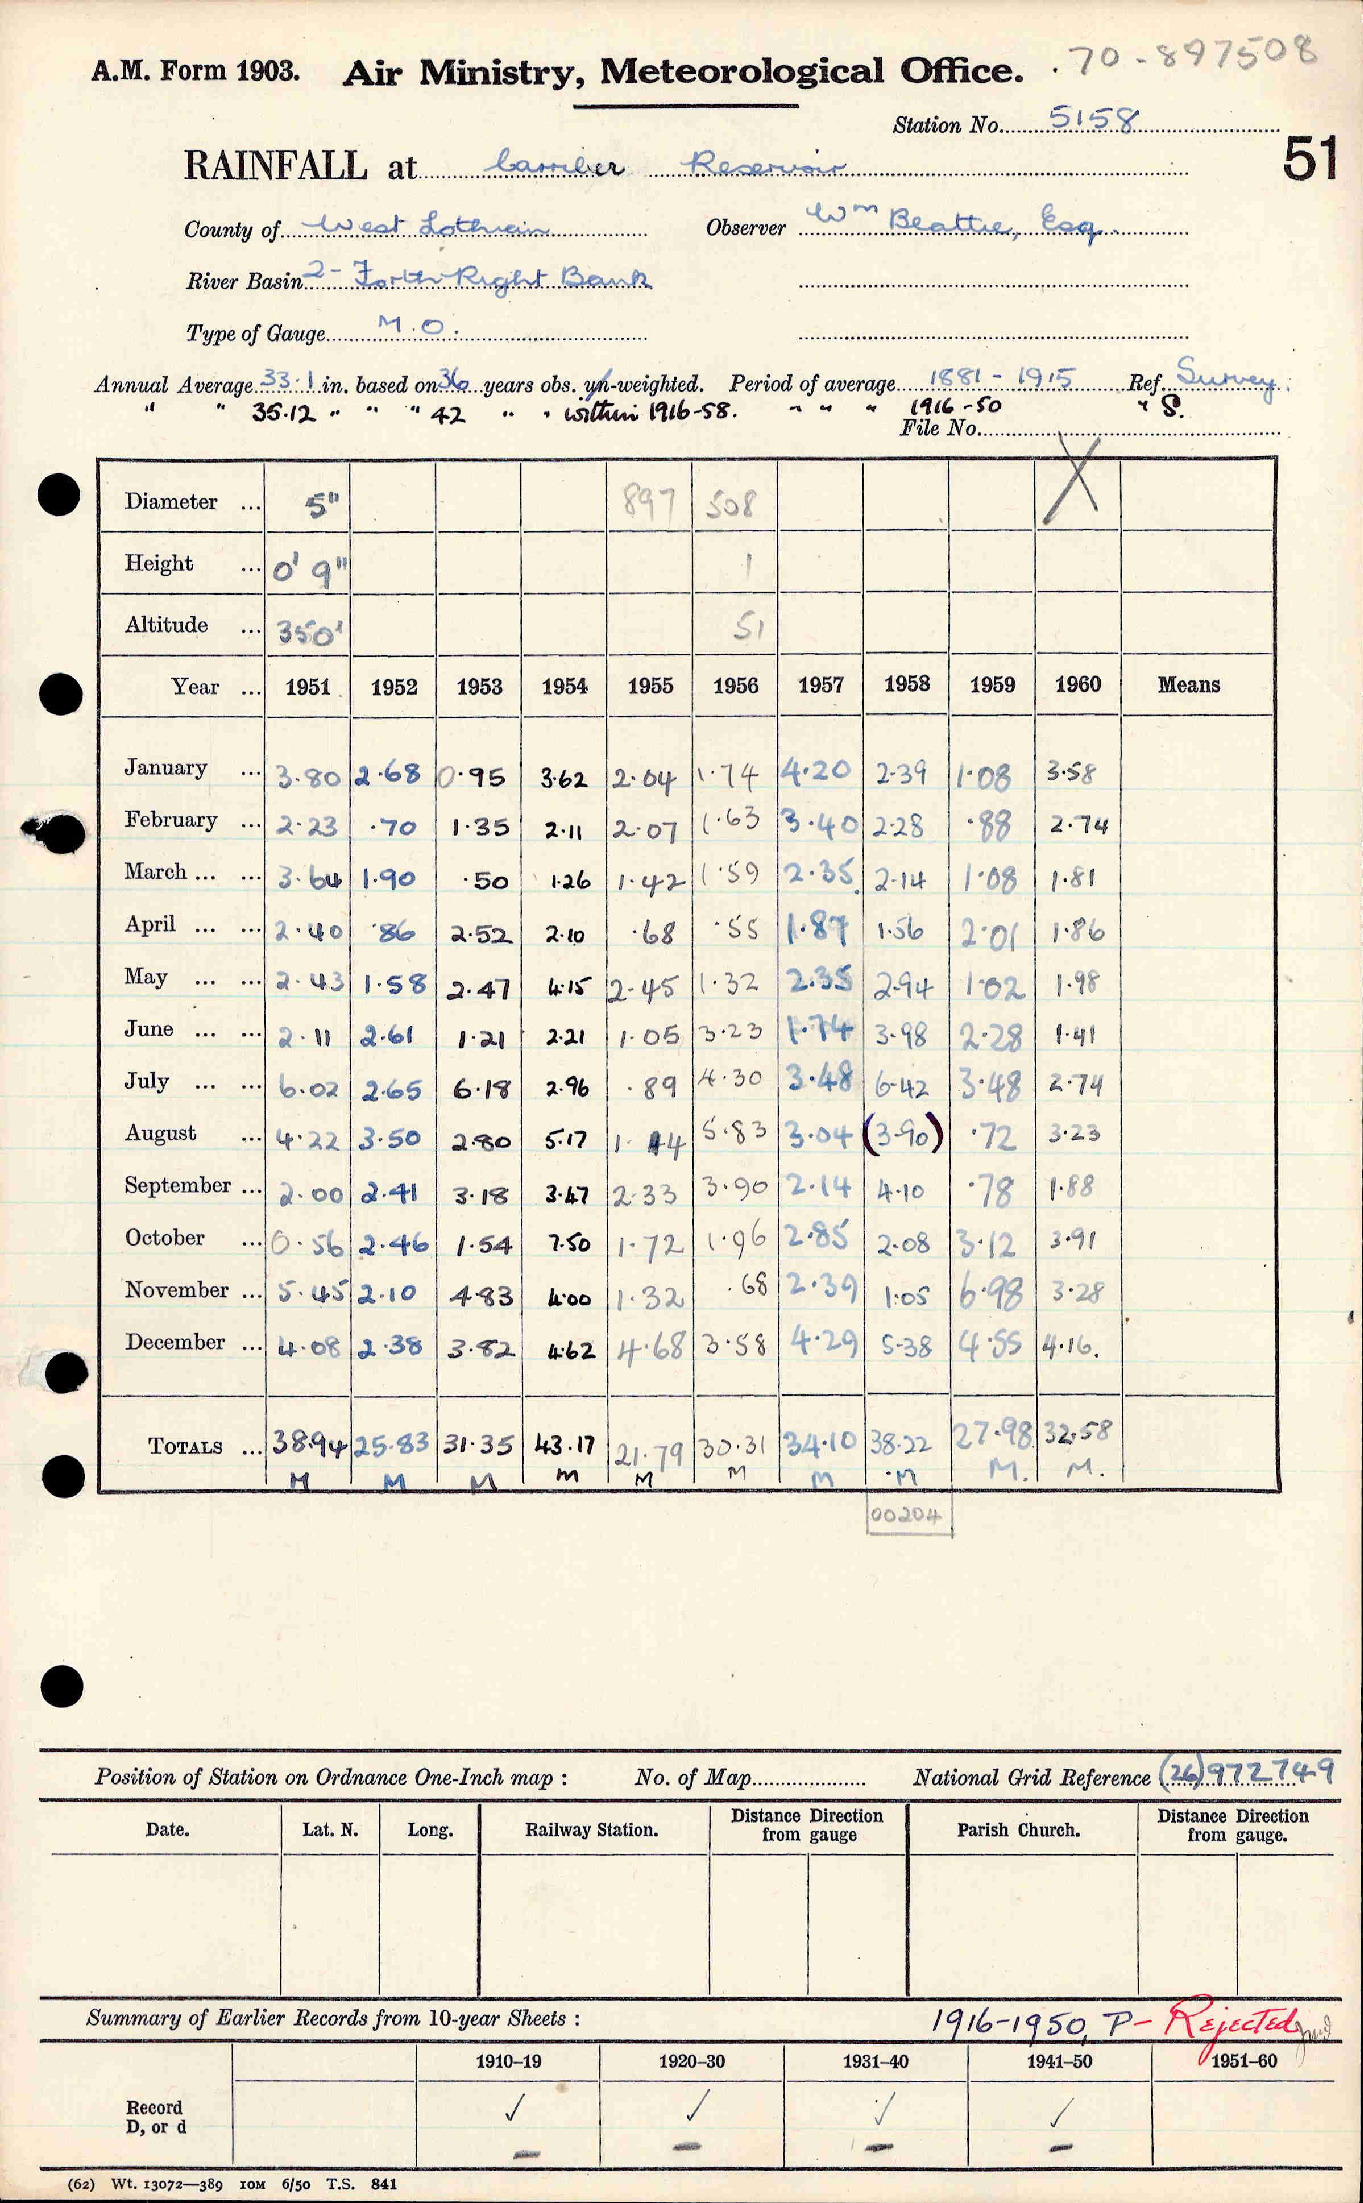 A.M. Form 1903. Air Ministry, Meteorological Office. 70-897508
Station No. 5158
51
RAINFALL at Carriber Reservoir
County of West Lothian Observer Wm Beattie, Esq.
River Basin 2- Forth Right Bank
Type of Gauge M.O.
Annual Average 33.1 in. based on 36 years obs. un-weighted. Period of average 1881-1915 Ref. Survey
" " 35.12 " " " 42 " " within 1916-58. " " " 1916-50 " S.
File No.
Diameter ... 5" 897 508 X
Height ... 0' 9" 1
Altitude ... 350' 51
Year ... 1951 1952 1953 1954 1955 1956 1957 1958 1959 1960 Means
January ... 3.80 2.68 0.95 3.62 2.04 1.74 4.20 2.39 1.08 3.58
February ... 2.23 .70 1.35 2.11 2.07 1.63 3.40 2.28 .88 2.74
March ... ... 3.64 1.90 .50 1.26 1.42 1.59 2.35 2.14 1.08 1.81
April ... ... 2.40 .86 2.52 2.10 .68 .55 1.87 1.56 2.01 1.86
May ... ... 2.43 1.58 2.47 4.15 2.45 1.32 2.35 2.94 1.02 1.98
June ... ... 2.11 2.61 1.21 2.21 1.05 3.23 1.74 3.98 2.28 1.41
July ... ... 6.02 2.65 6.18 2.96 .89 4.30 3.48 6.42 3.48 2.74
August ... 4.22 3.50 2.80 5.17 1.14 5.83 3.04 (3.90) .72 3.23
September ... 2.00 2.41 3.18 3.47 2.33 3.90 2.14 4.10 .78 1.88
October ... 0.56 2.46 1.54 7.50 1.72 1.96 2.85 2.08 3.12 3.91
November ... 5.45 2.10 4.83 4.00 1.32 .68 2.39 1.05 6.98 3.28
December ... 4.08 2.38 3.82 4.62 4.68 3.58 4.29 5.38 4.55 4.16.
TOTALS ... 38.94 25.83 31.35 43.17 21.79 30.31 34.10 38.22 27.98 32.58
M M M M M M M M M. M.
00204
Position of Station on Ordnance One-Inch map : No. of Map National Grid Reference (26) 972749
Date. Lat. N. Long. Railway Station. Distance Direction from gauge Parish Church. Distance Direction from gauge.
Summary of Earlier Records from 10-year Sheets : 1916-1950, P - Rejected
1910–19 1920–30 1931–40 1941–50 1951–60
Record ✓ ✓ ✓ ✓
D, or d – – – –
(62) Wt. 13072—389 10M 6/50 T.S. 841